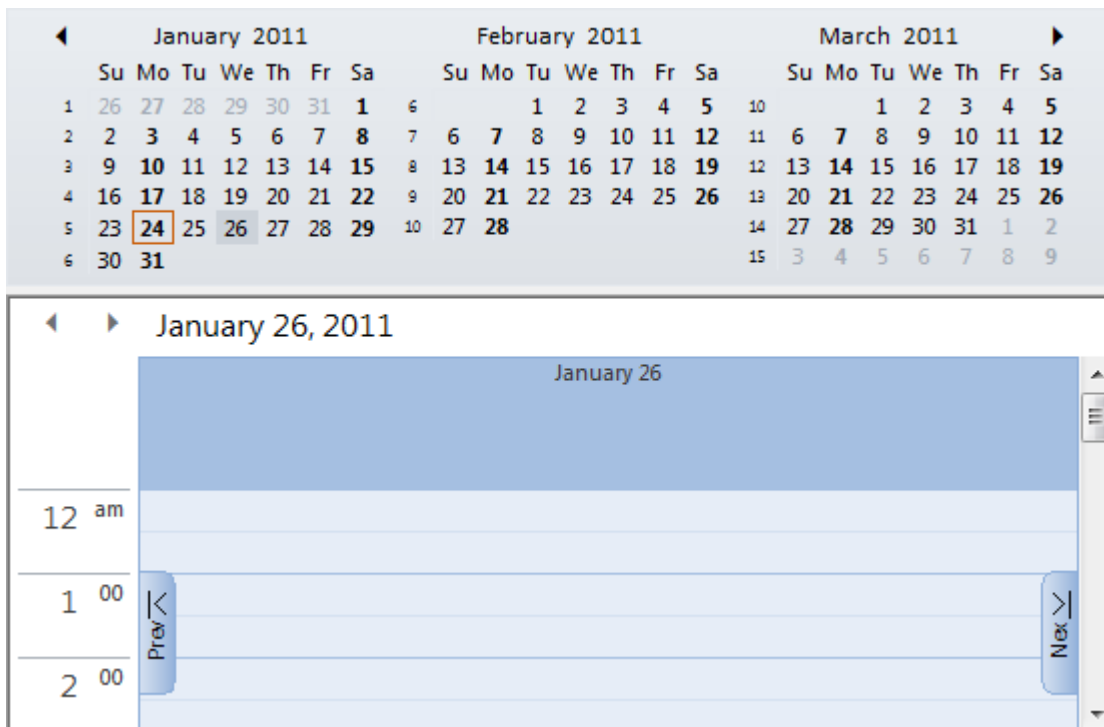 January 2011 February 2011 March 2011
Su Mo Tu We Th Fr Sa Su Mo Tu We Th Fr Sa Su Mo Tu We Th Fr Sa
1 26 27 28 29 30 31 1 6 1 2 3 4 5 10 1 2 3 4 5
2 2 3 4 5 6 7 8 7 6 7 8 9 10 11 12 11 6 7 8 9 10 11 12
3 9 10 11 12 13 14 15 8 13 14 15 16 17 18 19 12 13 14 15 16 17 18 19
4 16 17 18 19 20 21 22 9 20 21 22 23 24 25 26 13 20 21 22 23 24 25 26
5 23 24 25 26 27 28 29 10 27 28 14 27 28 29 30 31 1 2
6 30 31 15 3 4 5 6 7 8 9
January 26, 2011
January 26
12 am
1 00
Prev
Nex
2 00